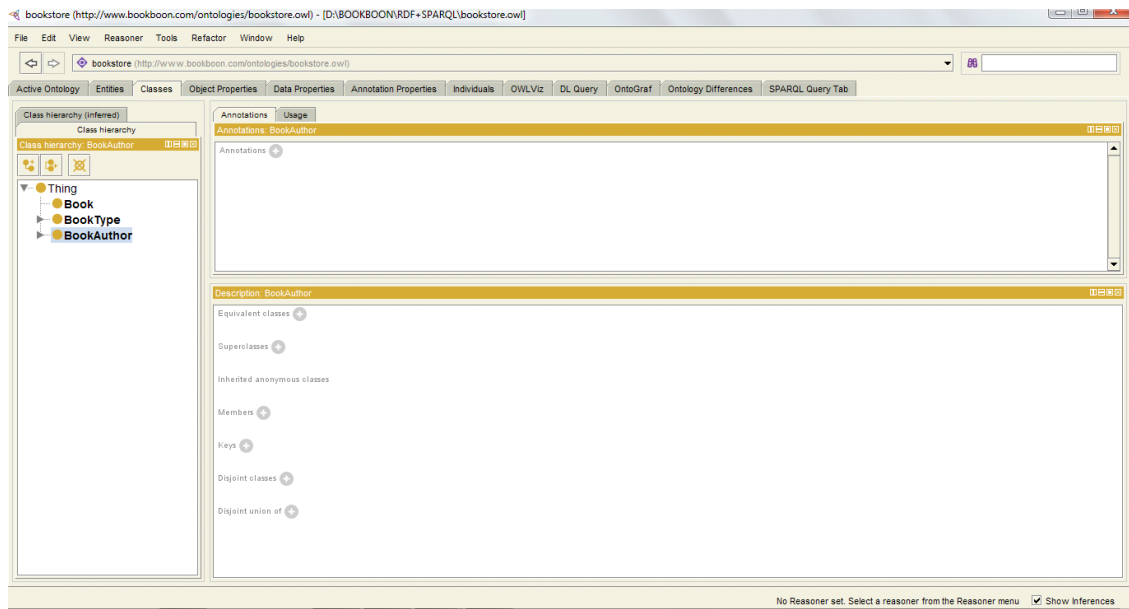 bookstore (http://www.bookboon.com/ontologies/bookstore.owl) - [D:\BOOKBOON\RDF+SPARQL\bookstore.owl]
File Edit View Reasoner Tools Refactor Window Help
bookstore (http://www.bookboon.com/ontologies/bookstore.owl)
Active Ontology Entities Classes Object Properties Data Properties Annotation Properties Individuals OWLViz DL Query OntoGraf Ontology Differences SPARQL Query Tab
Class hierarchy (inferred)
Class hierarchy
Class hierarchy: BookAuthor
Thing
Book
BookType
BookAuthor
Annotations Usage
Annotations: BookAuthor
Annotations
Description: BookAuthor
Equivalent classes
Superclasses
Inherited anonymous classes
Members
Keys
Disjoint classes
Disjoint union of
No Reasoner set. Select a reasoner from the Reasoner menu Show Inferences